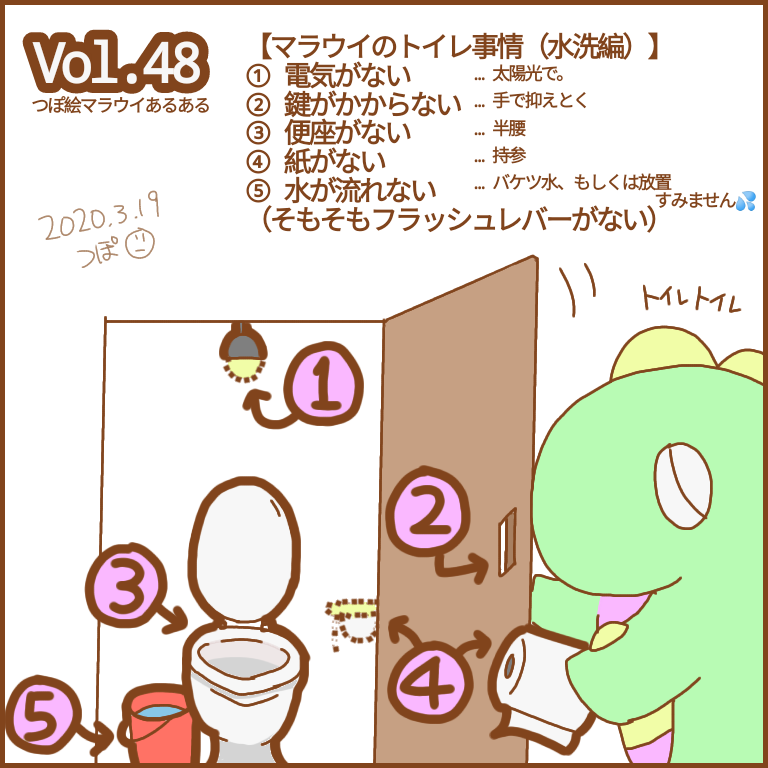 Vol.48
つぽ絵マラウイあるある
【マラウイのトイレ事情（水洗編）】
① 電気がない … 太陽光で。
② 鍵がかからない … 手で抑えとく
③ 便座がない … 半腰
④ 紙がない … 持参
⑤ 水が流れない … バケツ水、もしくは放置
すみません💦
（そもそもフラッシュレバーがない）
2020.3.19
つぽ
トイレトイレ
1
2
3
4
5